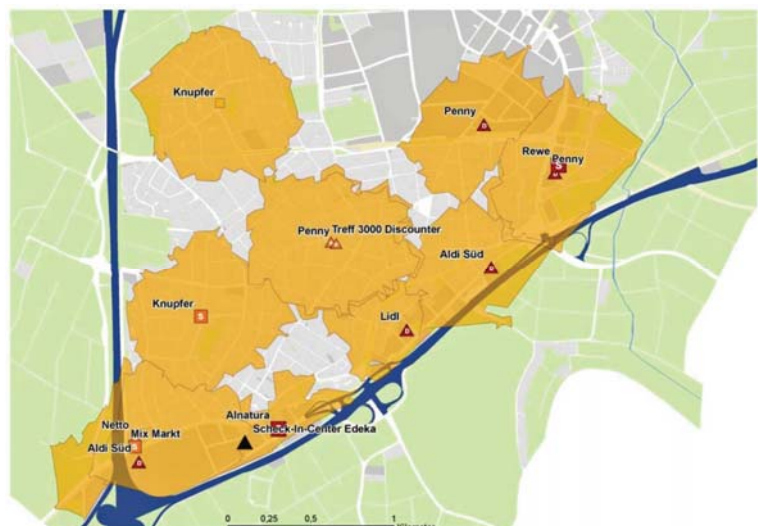 Knupfer
Penny
Rewe
Penny
S
Penny Treff 3000 Discounter
Aldi Süd
D
Knupfer
S
Lidl
D
Alnatura
Scheck-In-Center Edeka
Netto
Mix Markt
Aldi Süd
D
0 0,25 0,5 1